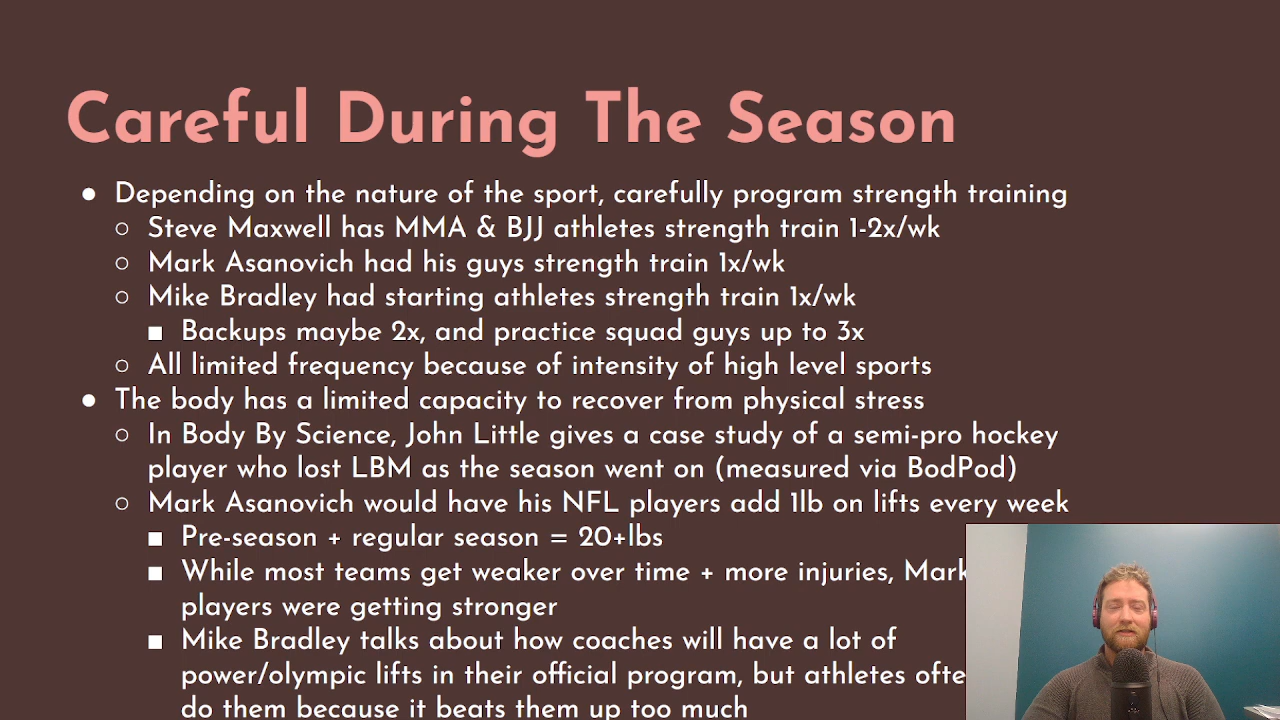 Careful During The Season
● Depending on the nature of the sport, carefully program strength training
○ Steve Maxwell has MMA & BJJ athletes strength train 1-2x/wk
○ Mark Asanovich had his guys strength train 1x/wk
○ Mike Bradley had starting athletes strength train 1x/wk
■ Backups maybe 2x, and practice squad guys up to 3x
○ All limited frequency because of intensity of high level sports
● The body has a limited capacity to recover from physical stress
○ In Body By Science, John Little gives a case study of a semi-pro hockey
player who lost LBM as the season went on (measured via BodPod)
○ Mark Asanovich would have his NFL players add 1lb on lifts every week
■ Pre-season + regular season = 20+lbs
■ While most teams get weaker over time + more injuries, Mark
players were getting stronger
■ Mike Bradley talks about how coaches will have a lot of
power/olympic lifts in their official program, but athletes ofte
do them because it beats them up too much